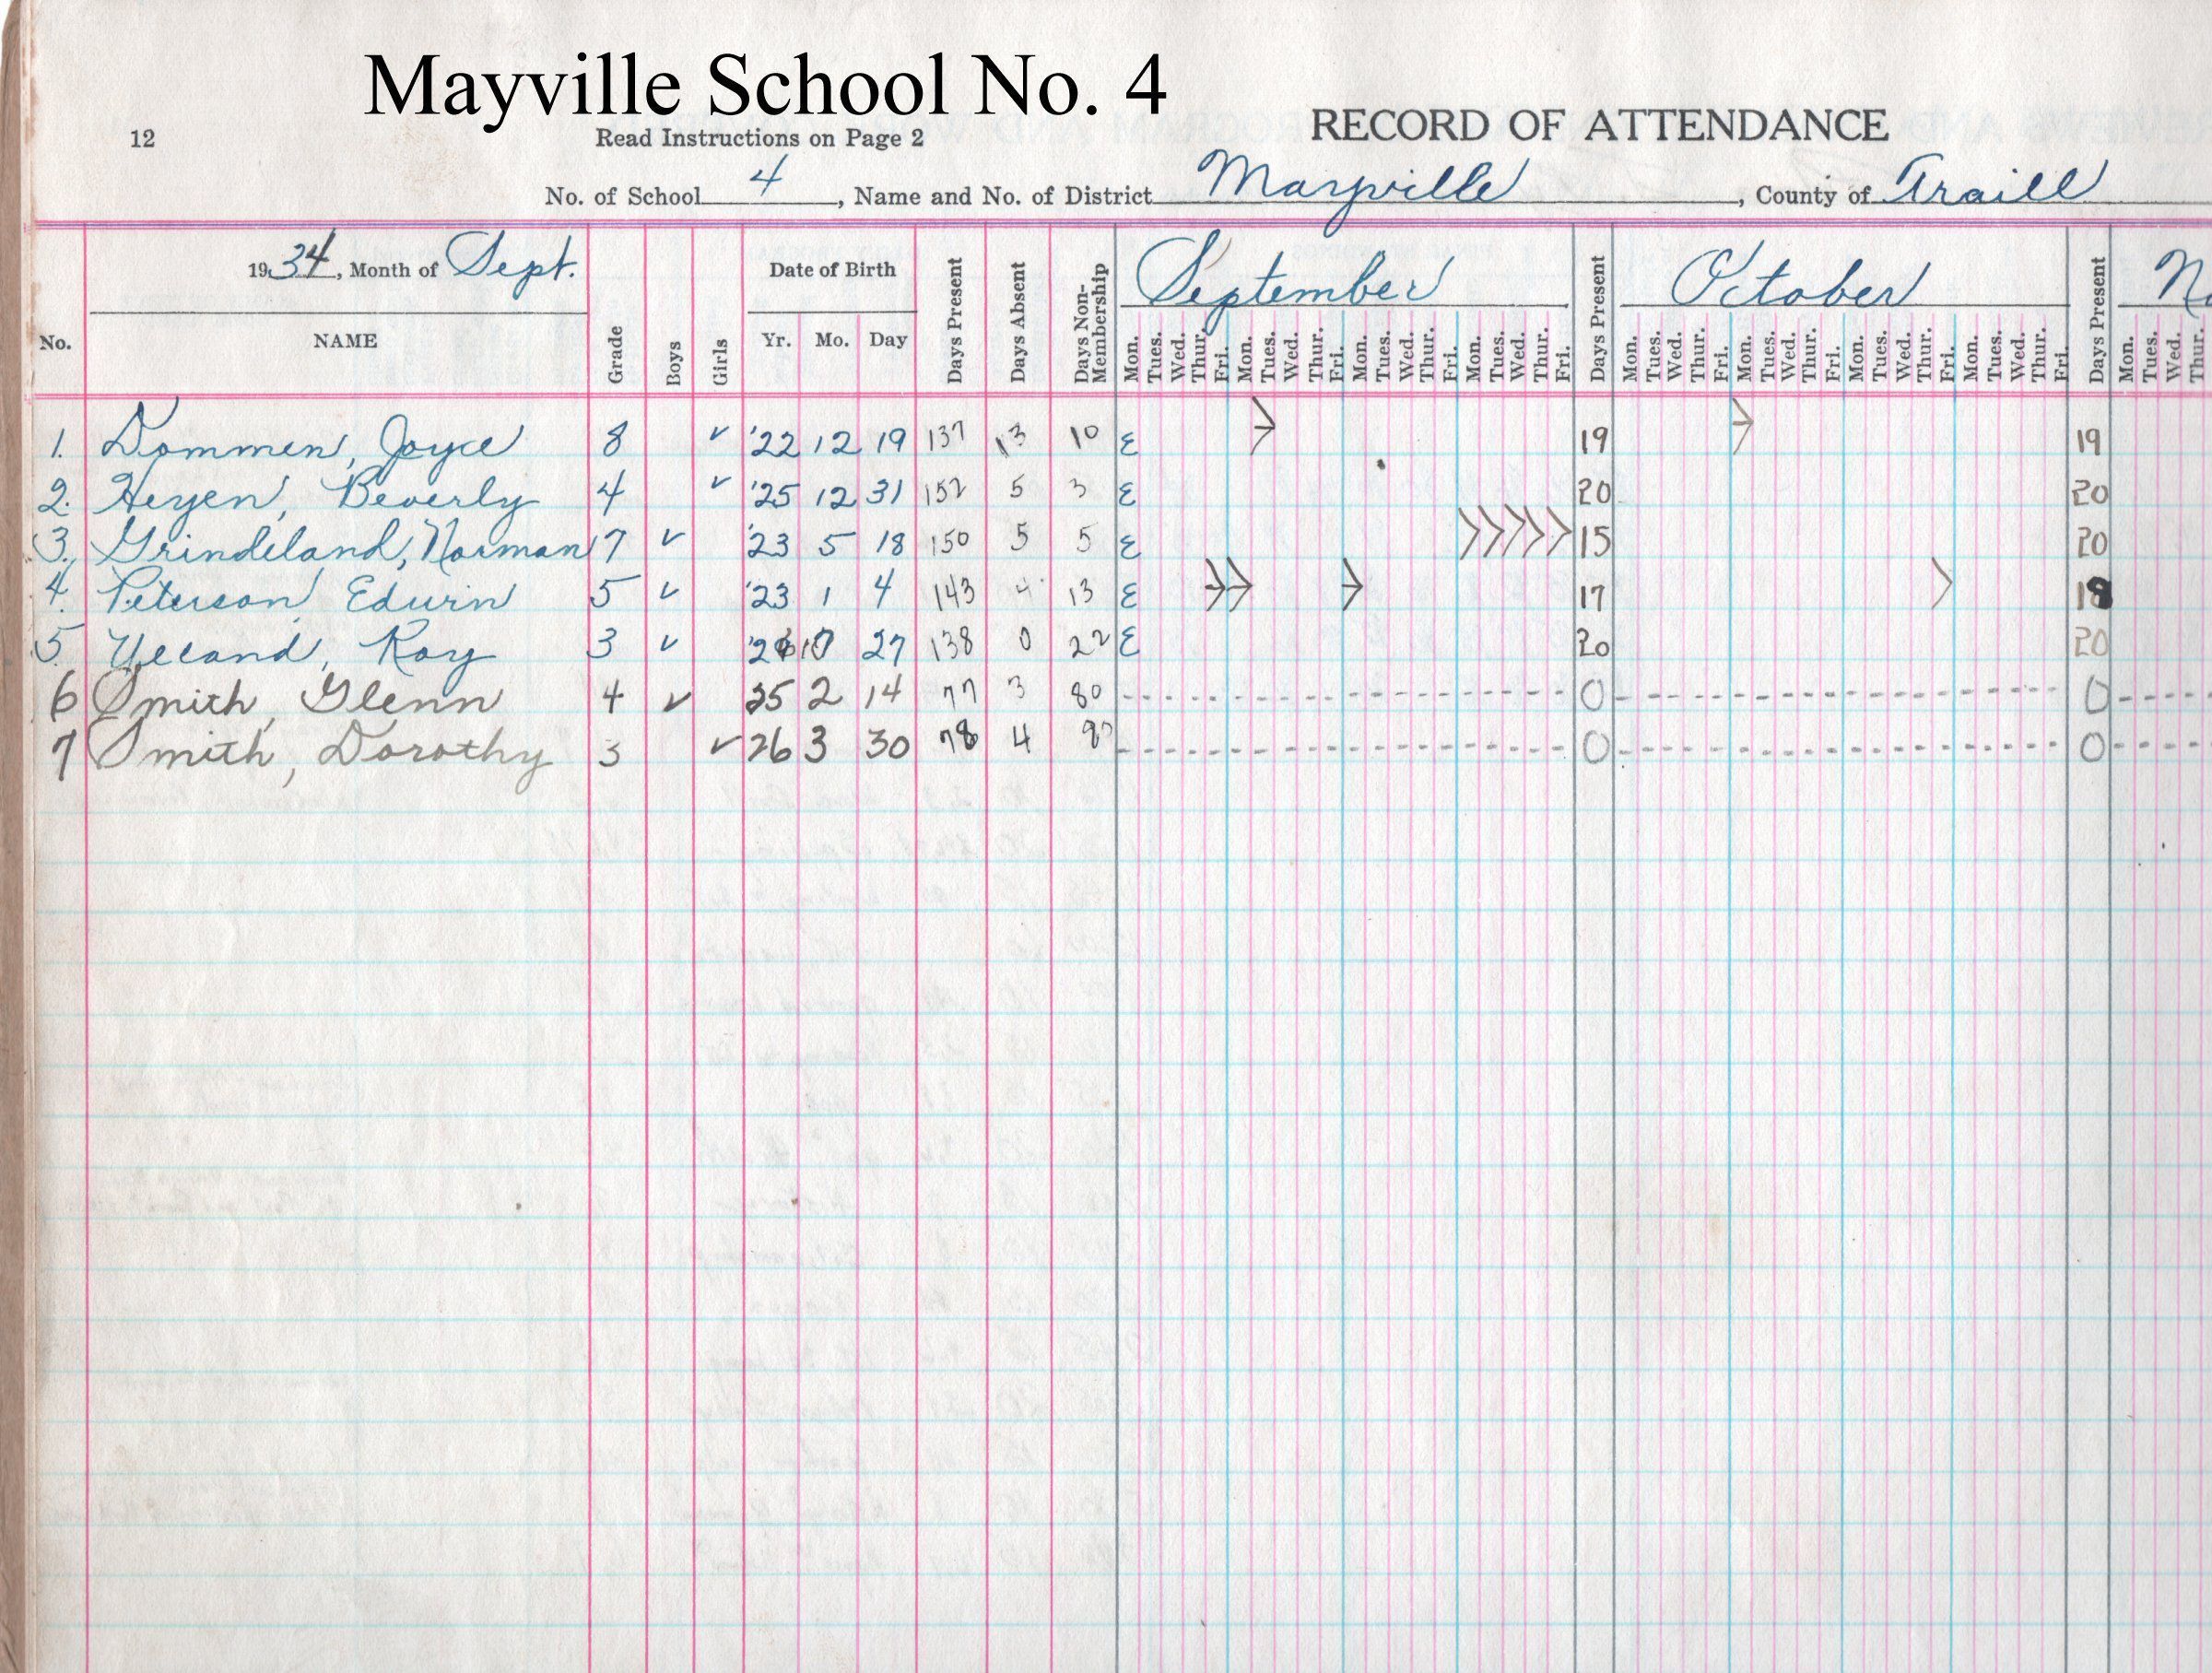 Mayville School No. 4
12 Read Instructions on Page 2 RECORD OF ATTENDANCE
No. of School 4, Name and No. of District Mayville, County of Traill
1934, Month of Sept.
No. NAME Grade Boys Girls Date of Birth Yr. Mo. Day Days Present Days Absent Days Non-Membership September Days Present October Days Present
Mon. Tues. Wed. Thur. Fri. Mon. Tues. Wed. Thur. Fri. Mon. Tues. Wed. Thur. Fri. Mon. Tues. Wed. Thur. Fri. Mon. Tues. Wed. Thur. Fri. Mon. Tues. Wed. Thur. Fri. Mon. Tues. Wed. Thur. Fri. Mon. Tues. Wed. Thur. Fri. Mon. Tues. Wed. Thur.
1. Dommen, Joyce 8 ✓ '22 12 19 137 13 10 E 19 19
2. Heyen, Beverly 4 ✓ '25 12 31 152 5 3 E 20 20
3. Grindeland, Norman 7 ✓ '23 5 18 150 5 5 E 15 20
4. Peterson, Edwin 5 ✓ '23 1 4 143 4 13 E 17 18
5. Ueland, Ray 3 ✓ 10 27 138 0 22 E 20 20
6 Smith, Glenn 4 ✓ 25 2 14 77 3 80 0 0
7 Smith, Dorothy 3 ✓ 26 3 30 78 4 0 0